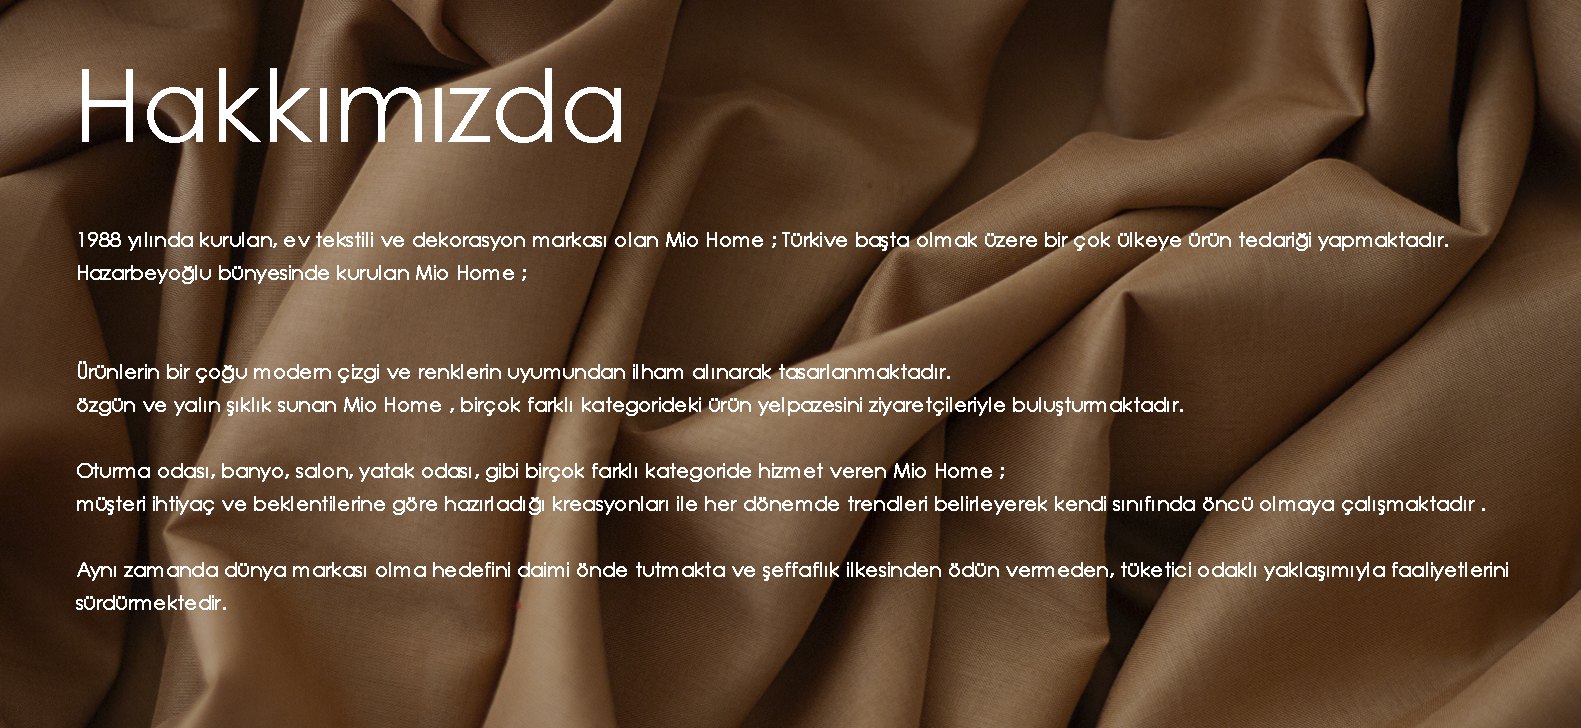 Hakkımızda
1988 yılında kurulan, ev tekstili ve dekorasyon markası olan Mio Home ; Türkive başta olmak üzere bir çok ülkeye ürün tedariği yapmaktadır.
Hazarbeyoğlu bünyesinde kurulan Mio Home ;
Ürünlerin bir çoğu modern çizgi ve renklerin uyumundan ilham alınarak tasarlanmaktadır.
özgün ve yalın şıklık sunan Mio Home , birçok farklı kategorideki ürün yelpazesini ziyaretçileriyle buluşturmaktadır.
Oturma odası, banyo, salon, yatak odası, gibi birçok farklı kategoride hizmet veren Mio Home ;
müşteri ihtiyaç ve beklentilerine göre hazırladığı kreasyonları ile her dönemde trendleri belirleyerek kendi sınıfında öncü olmaya çalışmaktadır .
Aynı zamanda dünya markası olma hedefini daimi önde tutmakta ve şeffaflık ilkesinden ödün vermeden, tüketici odaklı yaklaşımıyla faaliyetlerini
sürdürmektedir.